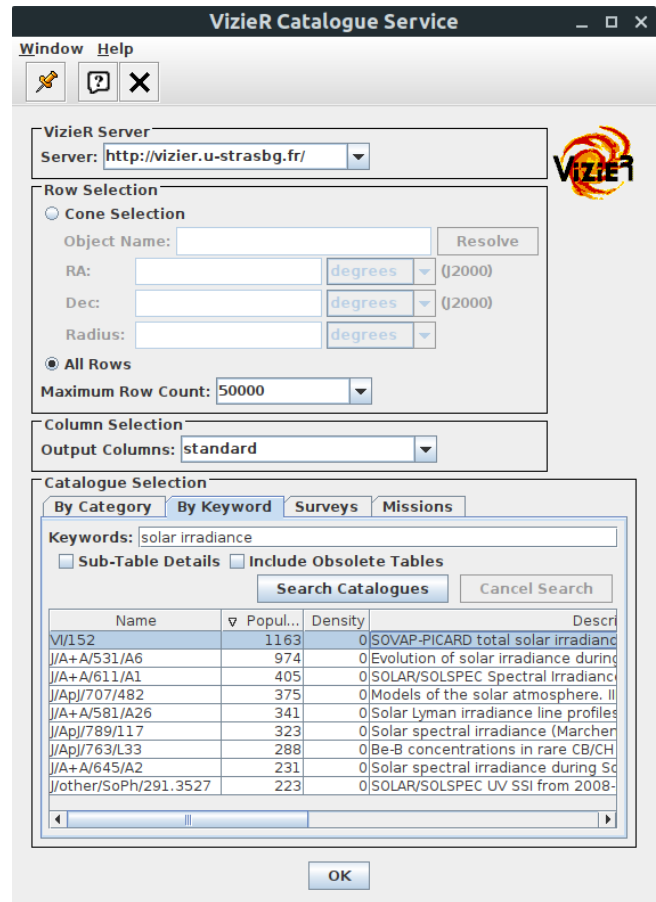 VizieR Catalogue Service
Window Help
VizieR Server
Server: http://vizier.u-strasbg.fr/
VizieR
Row Selection
Cone Selection
Object Name: Resolve
RA: degrees (J2000)
Dec: degrees (J2000)
Radius: degrees
All Rows
Maximum Row Count: 50000
Column Selection
Output Columns: standard
Catalogue Selection
By Category By Keyword Surveys Missions
Keywords: solar irradiance
Sub-Table Details Include Obsolete Tables
Search Catalogues Cancel Search
Name Popul... Density Descri
VI/152 1163 0 SOVAP-PICARD total solar irradianc
J/A+A/531/A6 974 0 Evolution of solar irradiance during
J/A+A/611/A1 405 0 SOLAR/SOLSPEC Spectral Irradianc
J/ApJ/707/482 375 0 Models of the solar atmosphere. II
J/A+A/581/A26 341 0 Solar Lyman irradiance line profiles
J/ApJ/789/117 323 0 Solar spectral irradiance (Marchen
J/ApJ/763/L33 288 0 Be-B concentrations in rare CB/CH
J/A+A/645/A2 231 0 Solar spectral irradiance during So
J/other/SoPh/291.3527 223 0 SOLAR/SOLSPEC UV SSI from 2008-
OK